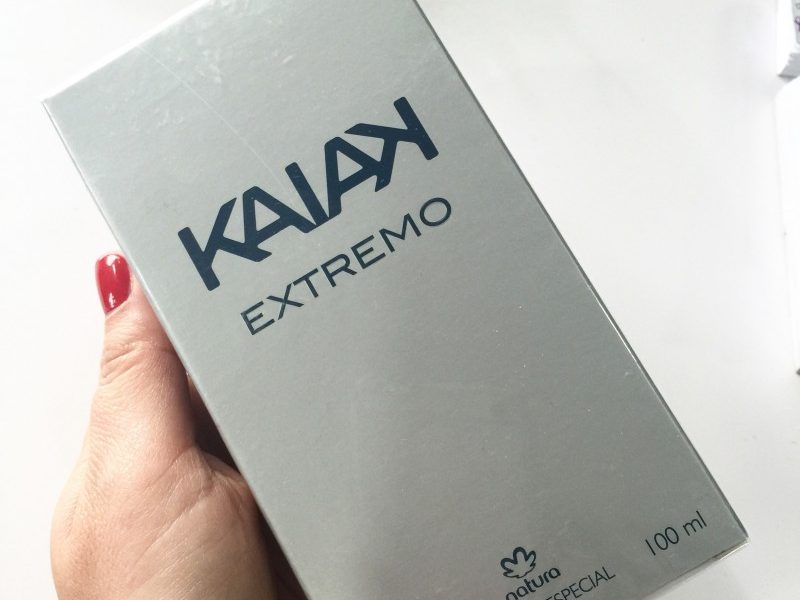 KAIAK
EXTREMO
100 ml
natura
ESPECIAL